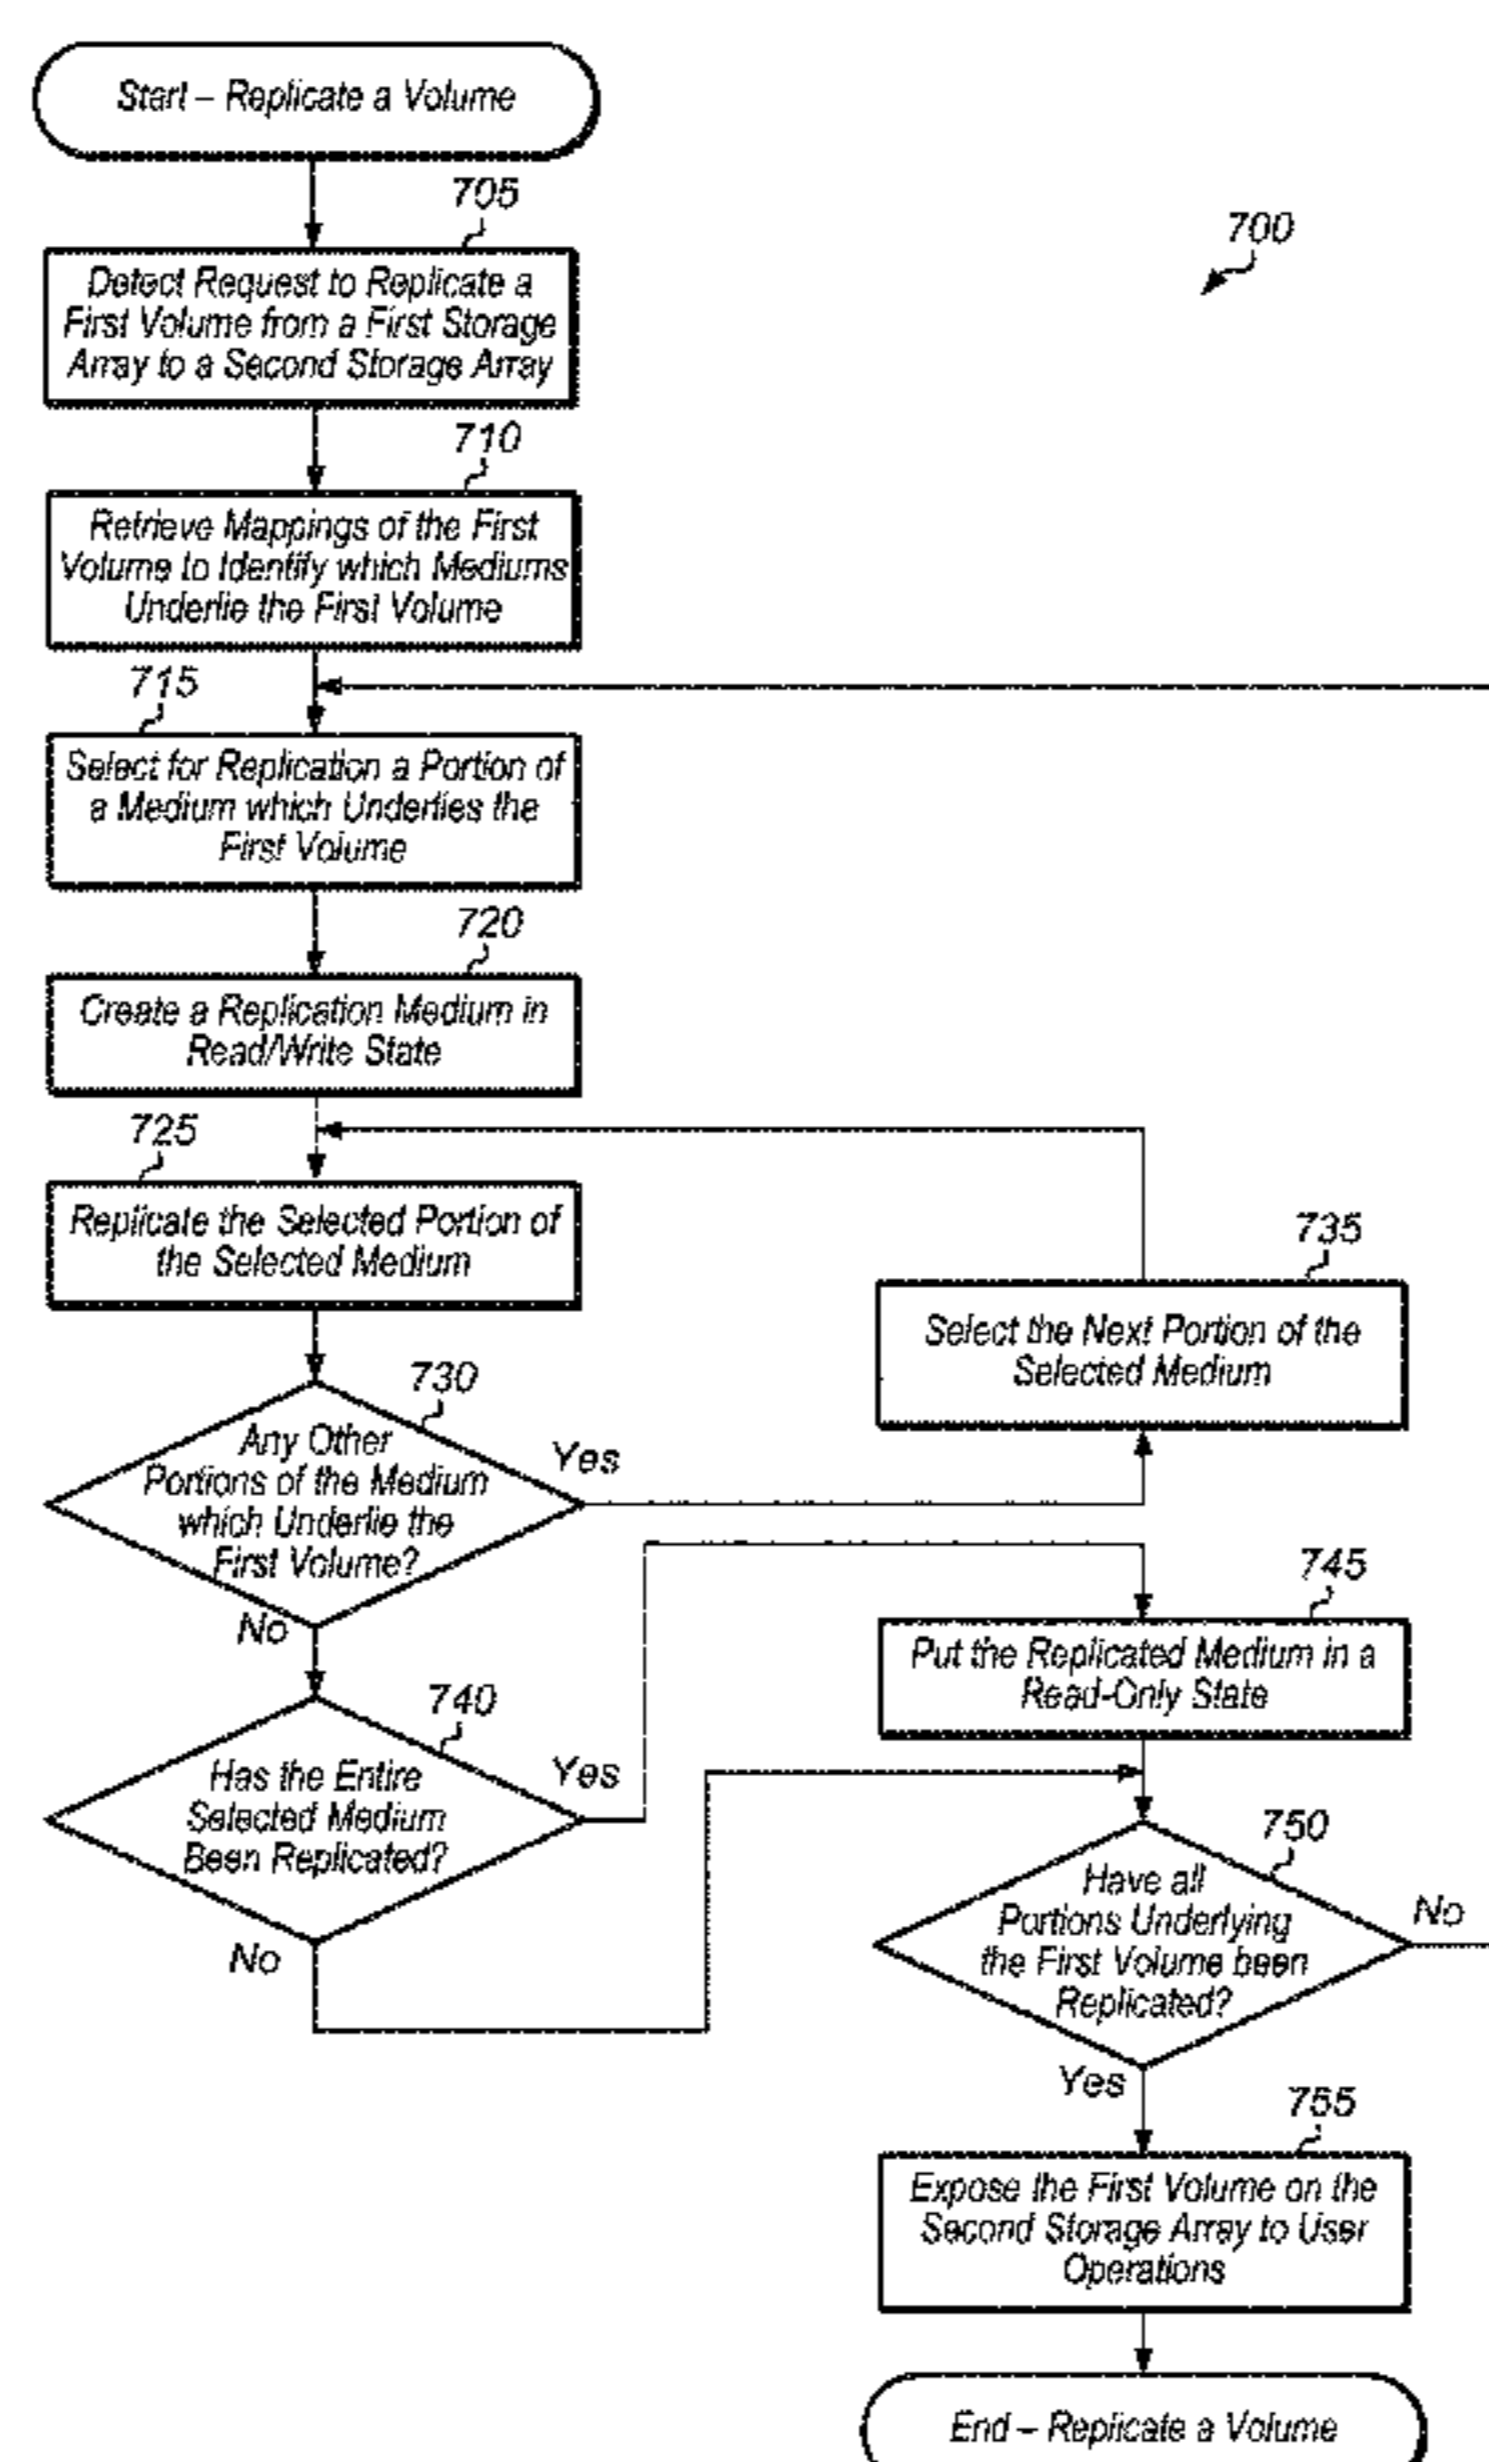 Start – Replicate a Volume
700
705
Detect Request to Replicate a
First Volume from a First Storage
Array to a Second Storage Array
710
Retrieve Mappings of the First
Volume to Identify which Mediums
Underlie the First Volume
715
Select for Replication a Portion of
a Medium which Underlies the
First Volume
720
Create a Replication Medium in
Read/Write State
725
Replicate the Selected Portion of
the Selected Medium
730
Any Other
Portions of the Medium
which Underlie the
First Volume?
Yes
No
735
Select the Next Portion of the
Selected Medium
740
Has the Entire
Selected Medium
Been Replicated?
Yes
No
745
Put the Replicated Medium in a
Read-Only State
750
Have all
Portions Underlying
the First Volume been
Replicated?
No
Yes
755
Expose the First Volume on the
Second Storage Array to User
Operations
End – Replicate a Volume